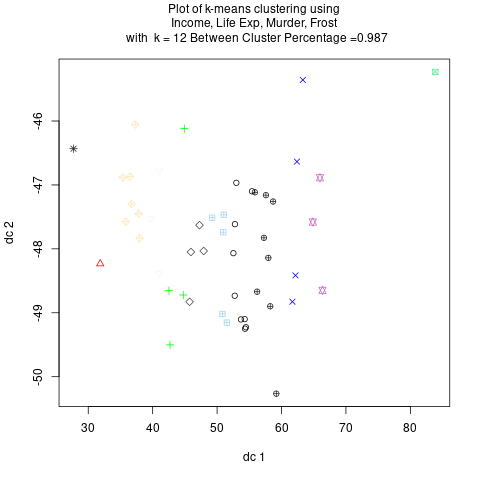 Plot of k-means clustering using
Income, Life Exp, Murder, Frost
with k = 12 Between Cluster Percentage =0.987
-46
-47
-48
-49
-50
dc 2
30 40 50 60 70 80
dc 1